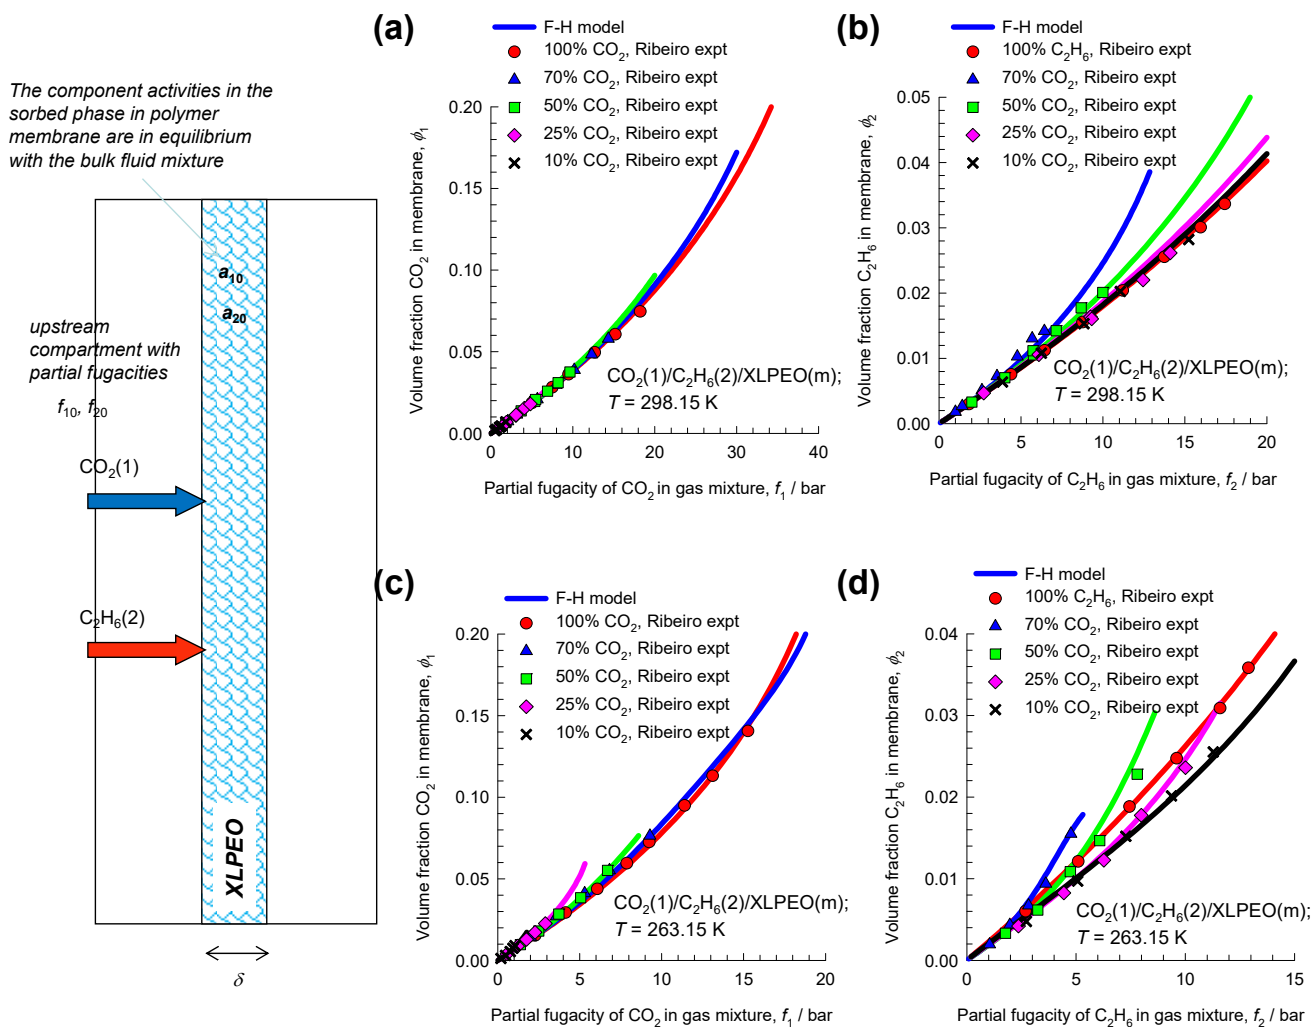 The component activities in the
sorbed phase in polymer
membrane are in equilibrium
with the bulk fluid mixture
a10
a20
upstream
compartment with
partial fugacities
f10, f20
CO2(1)
C2H6(2)
XLPEO
δ
(a)
F-H model
100% CO2, Ribeiro expt
70% CO2, Ribeiro expt
50% CO2, Ribeiro expt
25% CO2, Ribeiro expt
10% CO2, Ribeiro expt
Volume fraction CO2 in membrane, ϕ1
0.20
0.15
0.10
0.05
0.00
CO2(1)/C2H6(2)/XLPEO(m);
T = 298.15 K
0 10 20 30 40
Partial fugacity of CO2 in gas mixture, f1 / bar
(b)
F-H model
100% C2H6, Ribeiro expt
70% CO2, Ribeiro expt
50% CO2, Ribeiro expt
25% CO2, Ribeiro expt
10% CO2, Ribeiro expt
Volume fraction C2H6 in membrane, ϕ2
0.05
0.04
0.03
0.02
0.01
0.00
CO2(1)/C2H6(2)/XLPEO(m);
T = 298.15 K
0 5 10 15 20
Partial fugacity of C2H6 in gas mixture, f2 / bar
(c)
F-H model
100% CO2, Ribeiro expt
70% CO2, Ribeiro expt
50% CO2, Ribeiro expt
25% CO2, Ribeiro expt
10% CO2, Ribeiro expt
Volume fraction CO2 in membrane, ϕ1
0.20
0.15
0.10
0.05
0.00
CO2(1)/C2H6(2)/XLPEO(m);
T = 263.15 K
0 5 10 15 20
Partial fugacity of CO2 in gas mixture, f1 / bar
(d)
F-H model
100% C2H6, Ribeiro expt
70% CO2, Ribeiro expt
50% CO2, Ribeiro expt
25% CO2, Ribeiro expt
10% CO2, Ribeiro expt
Volume fraction C2H6 in membrane, ϕ2
0.04
0.03
0.02
0.01
0.00
CO2(1)/C2H6(2)/XLPEO(m);
T = 263.15 K
0 5 10 15
Partial fugacity of C2H6 in gas mixture, f2 / bar